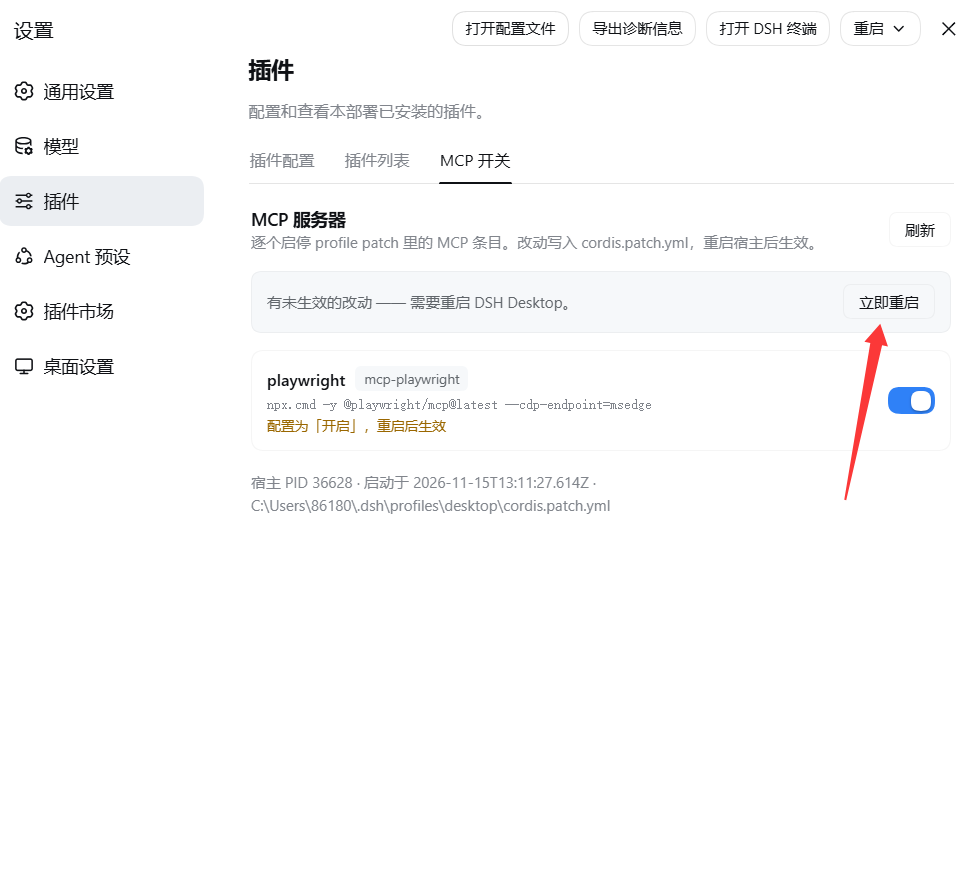 设置
打开配置文件
导出诊断信息
打开 DSH 终端
重启
通用设置
模型
插件
Agent 预设
插件市场
桌面设置
插件
配置和查看本部署已安装的插件。
插件配置
插件列表
MCP 开关
MCP 服务器
逐个启停 profile patch 里的 MCP 条目。改动写入 cordis.patch.yml，重启宿主后生效。
刷新
有未生效的改动 —— 需要重启 DSH Desktop。
立即重启
playwright
mcp-playwright
npx.cmd -y @playwright/mcp@latest --cdp-endpoint=msedge
配置为「开启」，重启后生效
宿主 PID 36628 · 启动于 2026-11-15T13:11:27.614Z ·
C:\Users\86180\.dsh\profiles\desktop\cordis.patch.yml